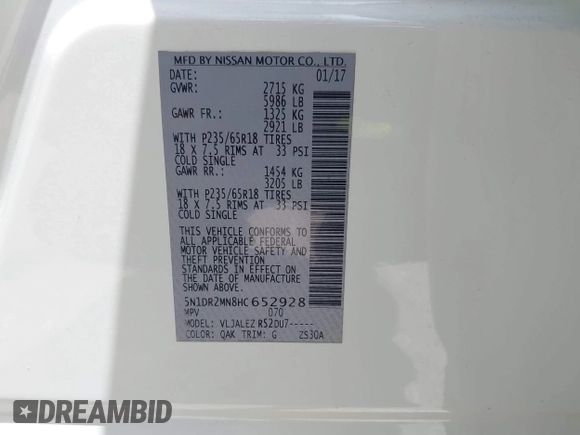 MFD BY NISSAN MOTOR CO., LTD.
DATE: 01/17
GVWR: 2715 KG
5986 LB
GAWR FR.: 1325 KG
2921 LB
WITH P235/65R18 TIRES
18 X 7.5 RIMS AT 33 PSI
COLD SINGLE
GAWR RR.: 1454 KG
3205 LB
WITH P235/65R18 TIRES
18 X 7.5 RIMS AT 33 PSI
COLD SINGLE
THIS VEHICLE CONFORMS TO
ALL APPLICABLE FEDERAL
MOTOR VEHICLE SAFETY AND
THEFT PREVENTION
STANDARDS IN EFFECT ON
THE DATE OF MANUFACTURE
SHOWN ABOVE.
5N1DR2MN8HC652928
MPV 070
MODEL: VLJALEZ R52DU7-----
COLOR: QAK TRIM: G ZS30A
DREAMBID